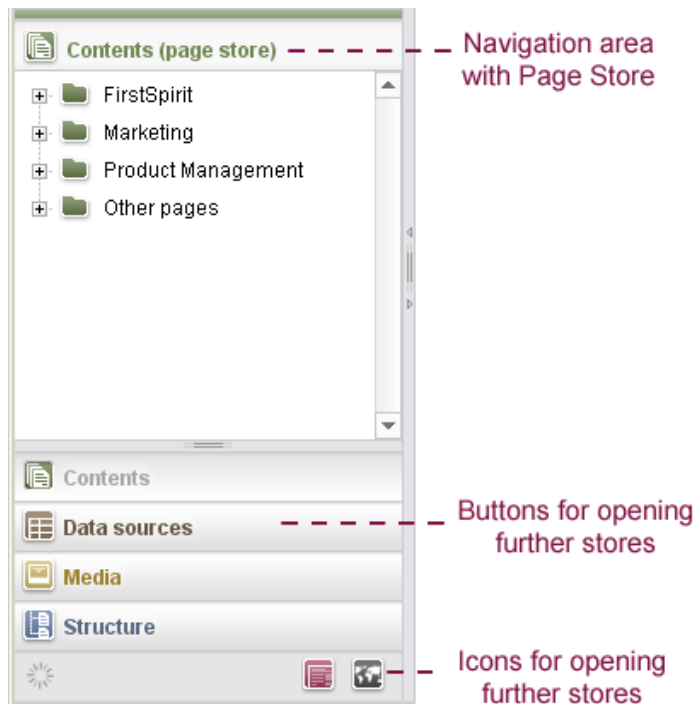 Contents (page store)
Navigation area
with Page Store
FirstSpirit
Marketing
Product Management
Other pages
Contents
Data sources
Buttons for opening
further stores
Media
Structure
Icons for opening
further stores